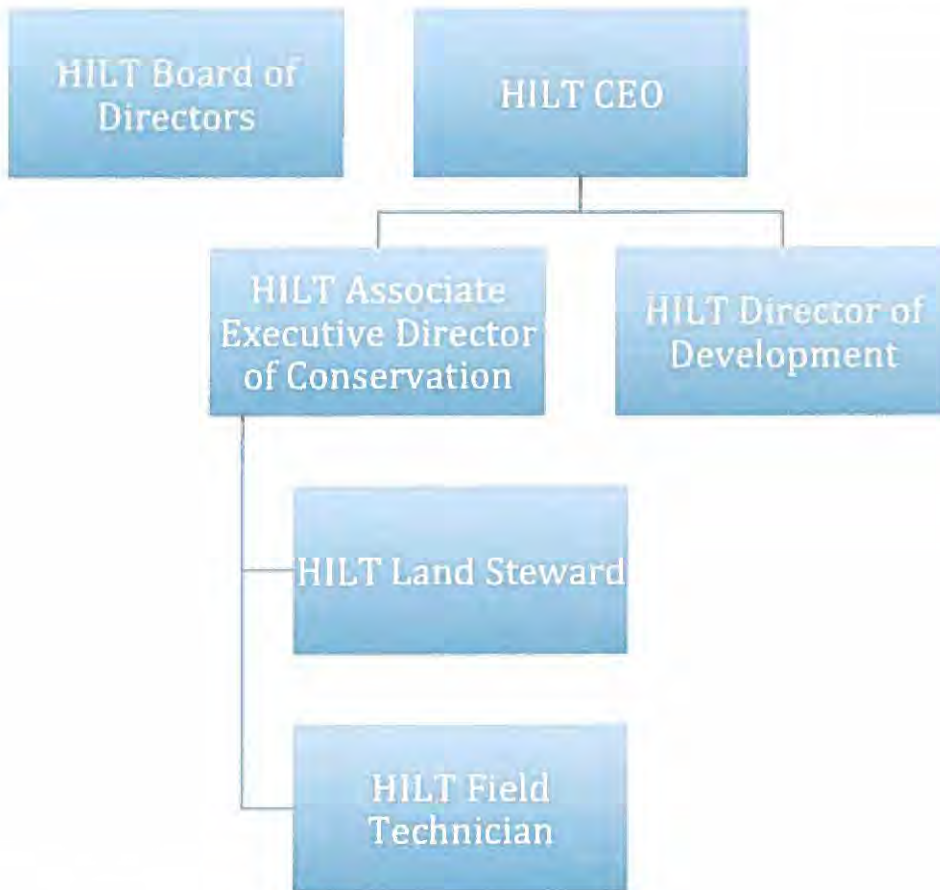 HILT Board of
Directors
HILT CEO
HILT Associate
Executive Director
of Conservation
HILT Director of
Development
HILT Land Steward
HILT Field
Technician